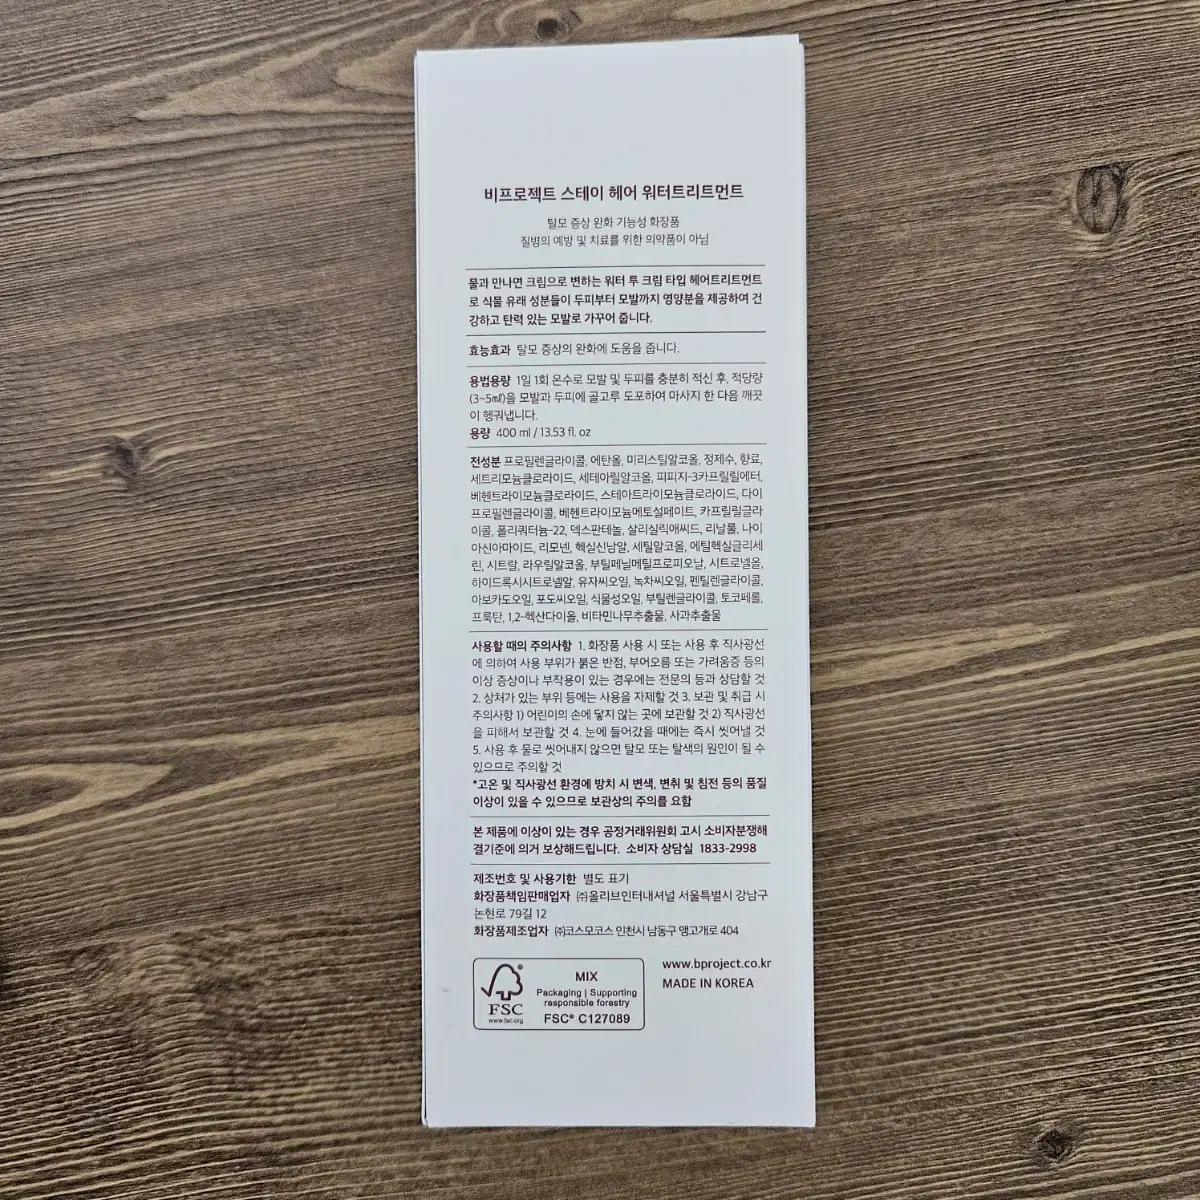 비프로젝트 스테이 헤어 워터트리트먼트
탈모 증상 완화 기능성 화장품
질병의 예방 및 치료를 위한 의약품이 아님
물과 만나면 크림으로 변하는 워터 투 크림 타입 헤어트리트먼트
로 식물 유래 성분들이 두피부터 모발까지 영양분을 제공하여 건
강하고 탄력 있는 모발로 가꾸어 줍니다.
효능효과 탈모 증상의 완화에 도움을 줍니다.
용법용량 1일 1회 온수로 모발 및 두피를 충분히 적신 후, 적당량
(3~5㎖)을 모발과 두피에 골고루 도포하여 마사지 한 다음 깨끗
이 헹궈냅니다.
용량 400 ml / 13.53 fl. oz
전성분 프로필렌글라이콜, 에탄올, 미리스틸알코올, 정제수, 향료,
세트리모늄클로라이드, 세테아릴알코올, 피피지-3카프릴릴에터,
베헨트라이모늄클로라이드, 스테아트라이모늄클로라이드, 다이
프로필렌글라이콜, 베헨트라이모늄메토설페이트, 카프릴릴글라
이콜, 폴리쿼터늄-22, 덱스판테놀, 살리실릭애씨드, 리날룰, 나이
아신아마이드, 리모넨, 헥실신남알, 세틸알코올, 에틸헥실글리세
린, 시트랄, 라우릴알코올, 부틸페닐메틸프로피오날, 시트로넬올,
하이드록시시트로넬알, 유자씨오일, 녹차씨오일, 펜틸렌글라이콜,
아보카도오일, 포도씨오일, 식물성오일, 부틸렌글라이콜, 토코페롤,
프룩탄, 1,2-헥산다이올, 비타민나무추출물, 사과추출물
사용할 때의 주의사항 1. 화장품 사용 시 또는 사용 후 직사광선
에 의하여 사용 부위가 붉은 반점, 부어오름 또는 가려움증 등의
이상 증상이나 부작용이 있는 경우에는 전문의 등과 상담할 것
2. 상처가 있는 부위 등에는 사용을 자제할 것 3. 보관 및 취급 시
주의사항 1) 어린이의 손에 닿지 않는 곳에 보관할 것 2) 직사광선
을 피해서 보관할 것 4. 눈에 들어갔을 때에는 즉시 씻어낼 것
5. 사용 후 물로 씻어내지 않으면 탈모 또는 탈색의 원인이 될 수
있으므로 주의할 것
*고온 및 직사광선 환경에 방치 시 변색, 변취 및 침전 등의 품질
이상이 있을 수 있으므로 보관상의 주의를 요함
본 제품에 이상이 있는 경우 공정거래위원회 고시 소비자분쟁해
결기준에 의거 보상해드립니다. 소비자 상담실 1833-2998
제조번호 및 사용기한 별도 표기
화장품책임판매업자 ㈜올리브인터내셔널 서울특별시 강남구
논현로 79길 12
화장품제조업자 ㈜코스모코스 인천시 남동구 앵고개로 404
www.bproject.co.kr
MADE IN KOREA
FSC®
www.fsc.org
MIX
Packaging | Supporting
responsible forestry
FSC® C127089